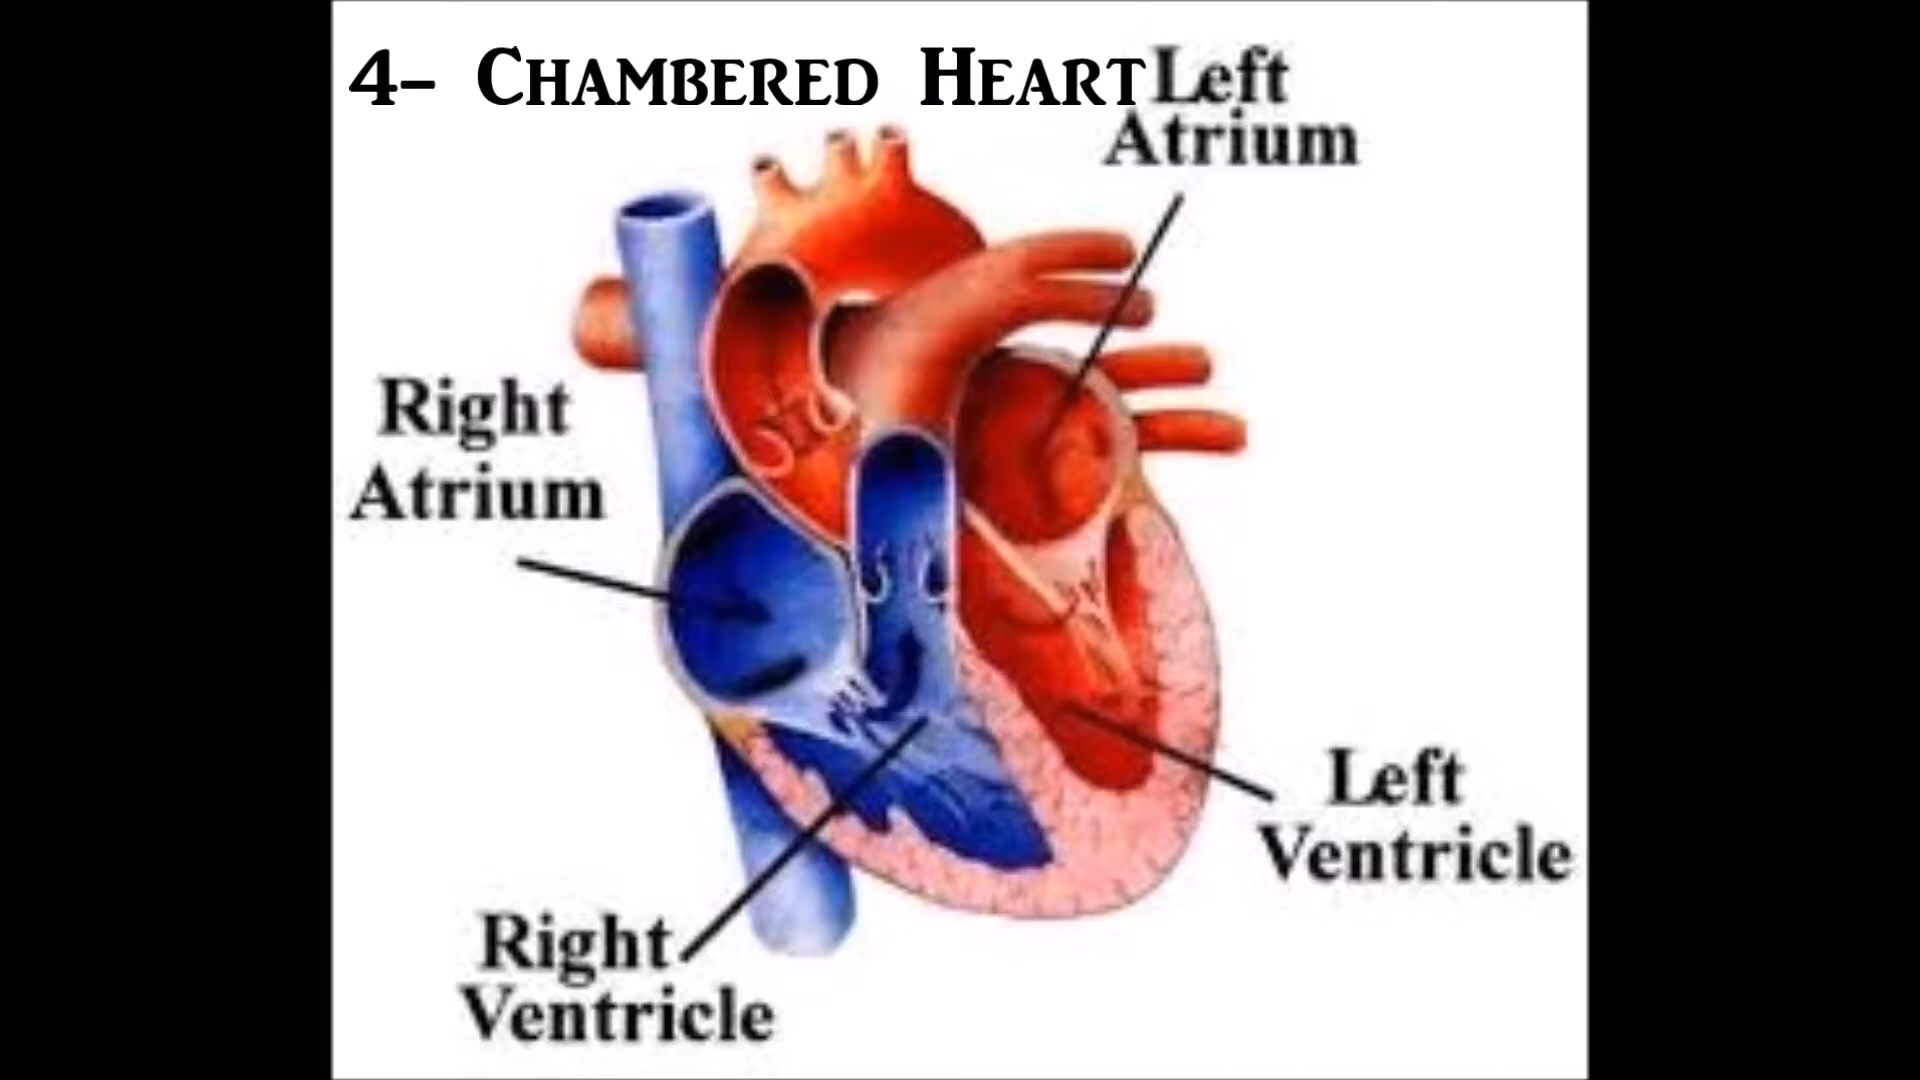 4- CHAMBERED HEART
Left
Atrium
Right
Atrium
Left
Ventricle
Right
Ventricle